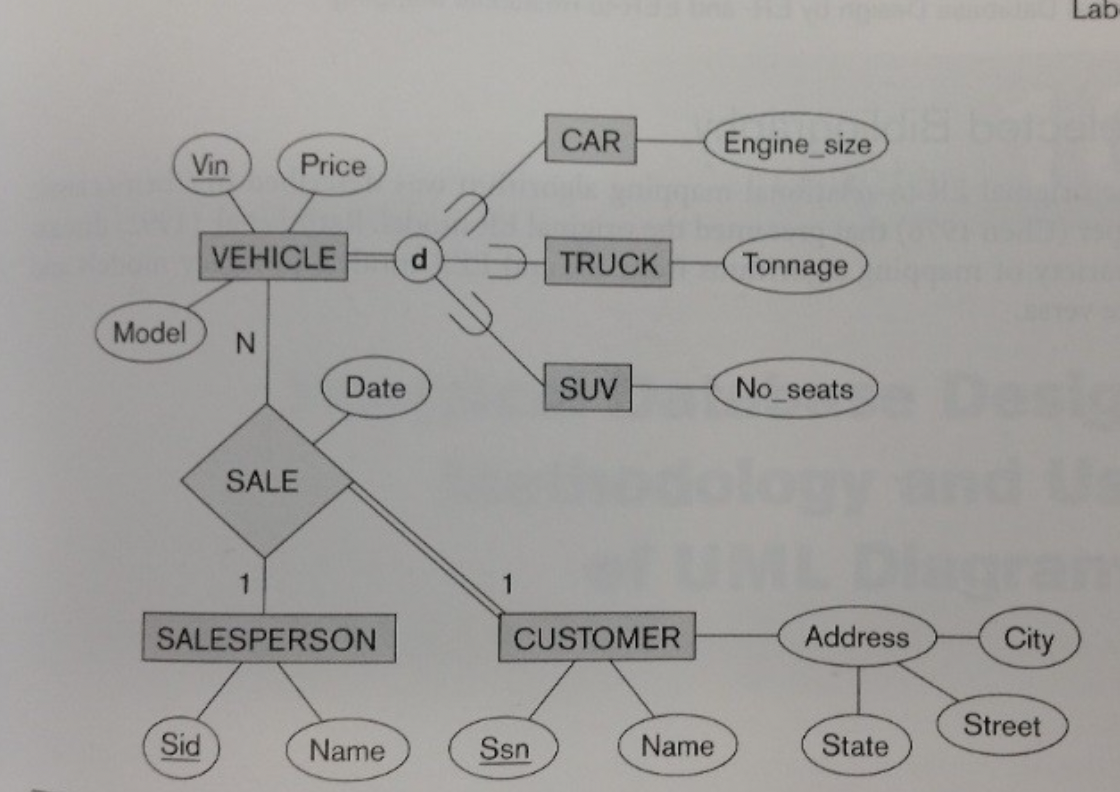 Lab
CAR
Engine_size
Vin
Price
VEHICLE
d
TRUCK
Tonnage
Model
N
Date
SUV
No_seats
SALE
1
1
SALESPERSON
CUSTOMER
Address
City
Sid
Name
Ssn
Name
State
Street